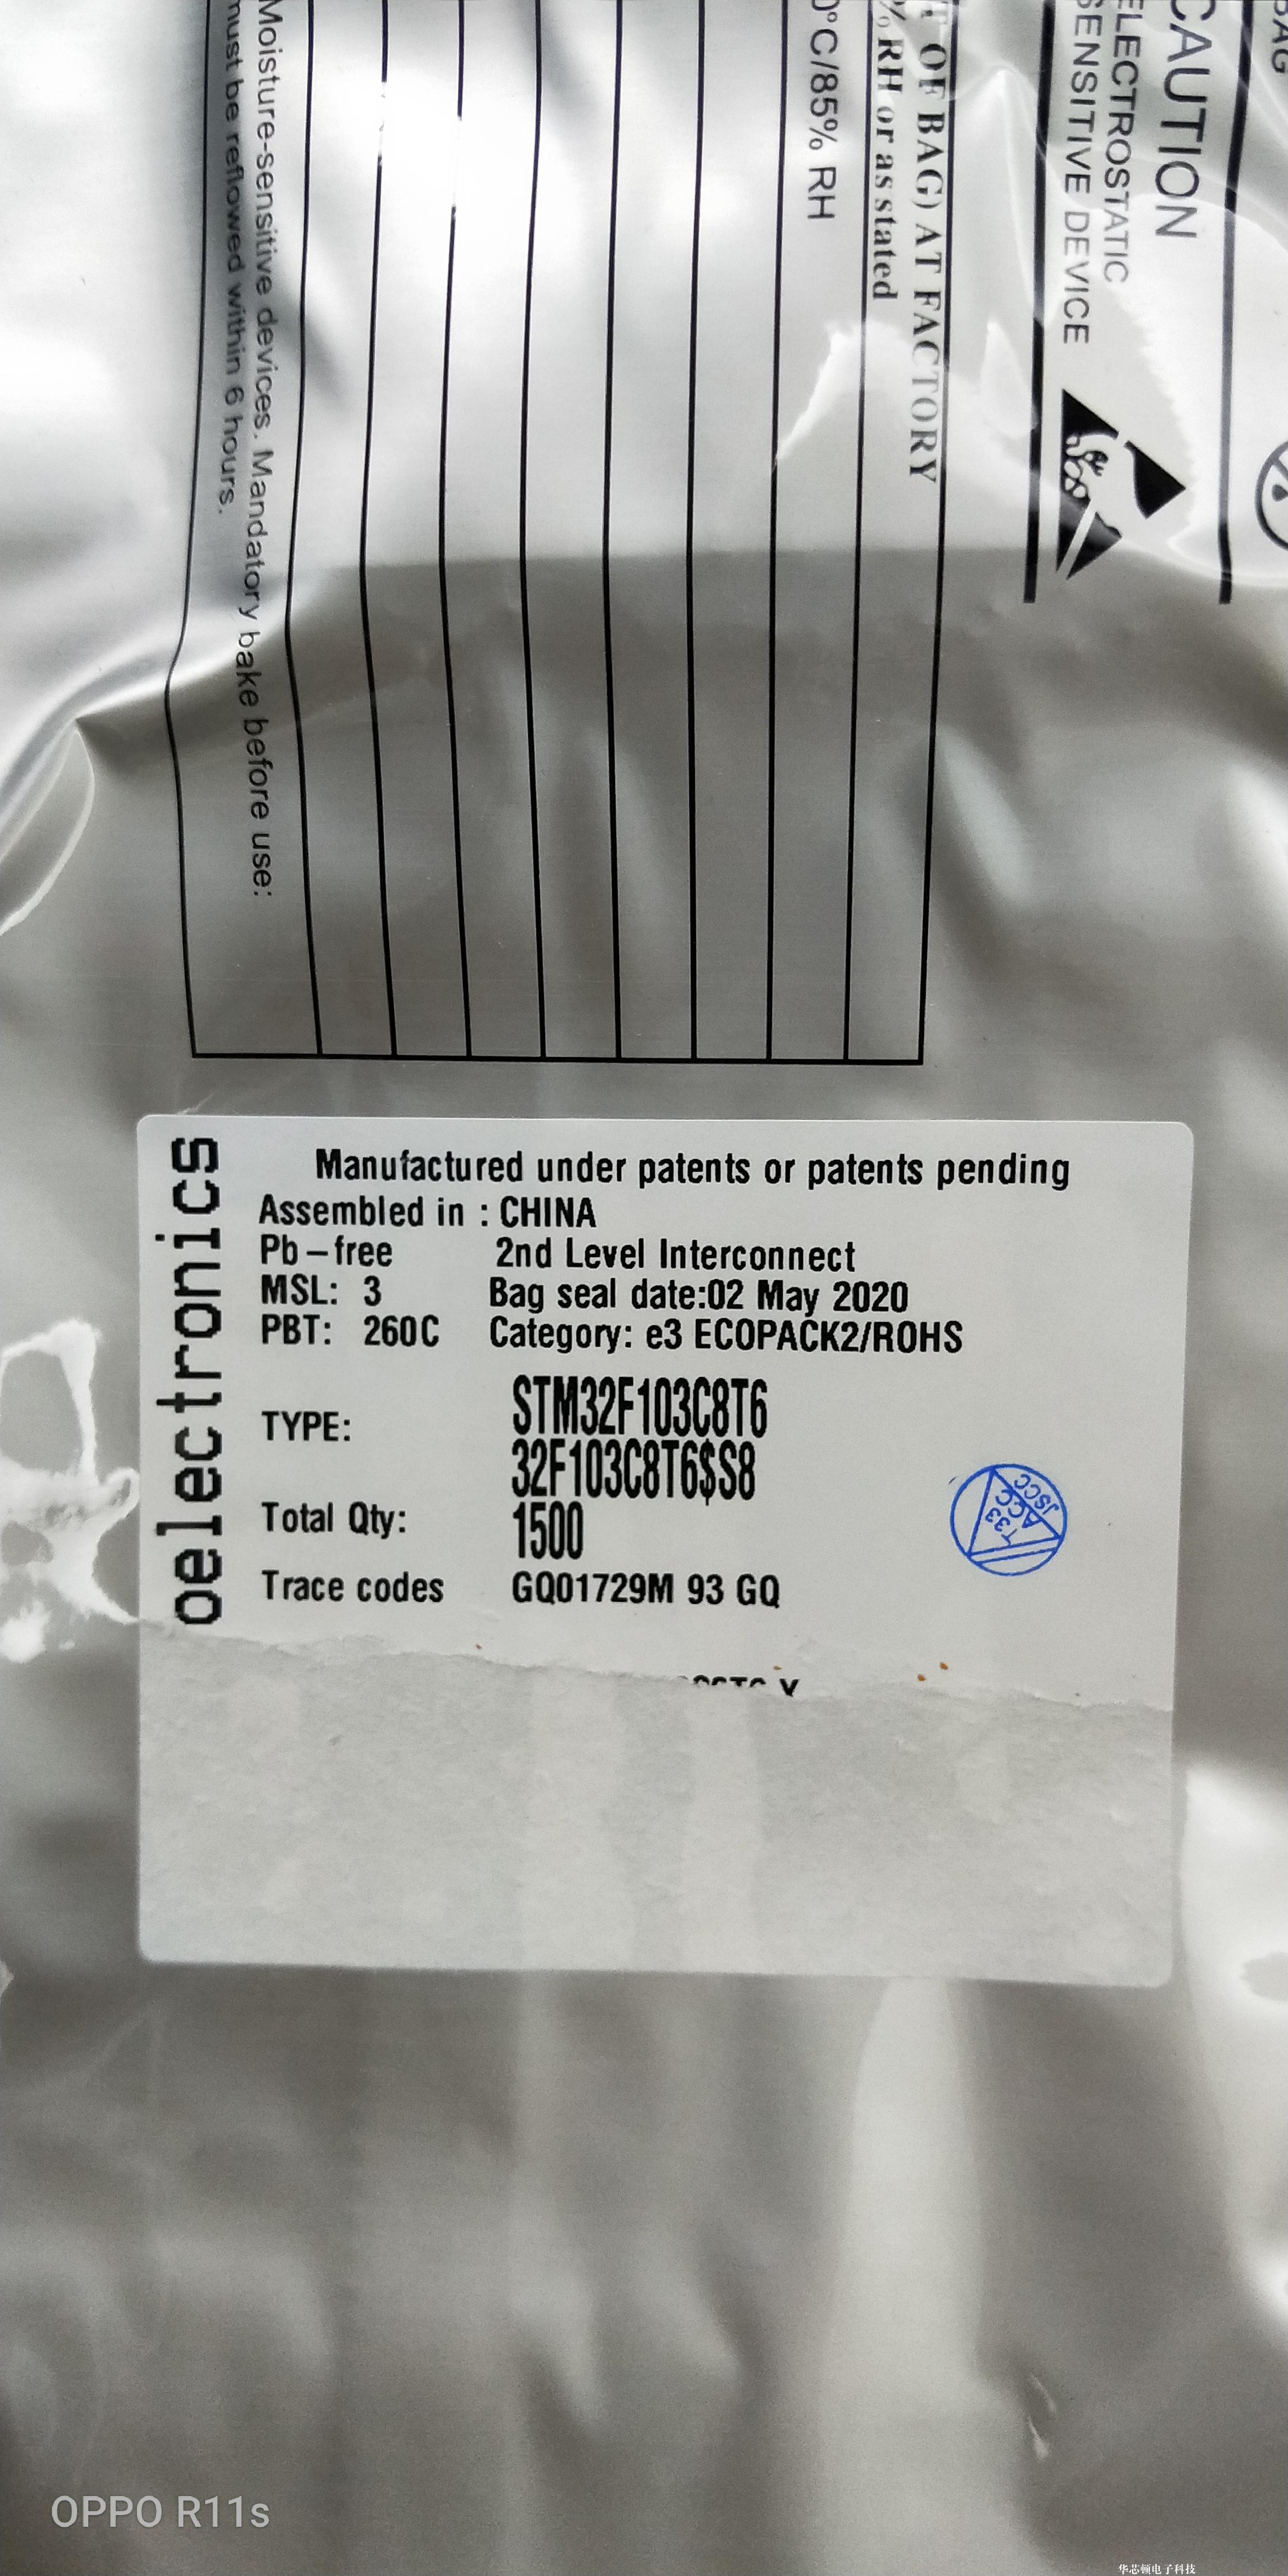 BAG
CAUTION
ELECTROSTATIC
SENSITIVE DEVICE
OF BAG) AT FACTORY
% RH or as stated
0°C/85% RH
Moisture-sensitive devices. Mandatory bake before use:
must be reflowed within 6 hours.
oelectronics
Manufactured under patents or patents pending
Assembled in : CHINA
Pb-free 2nd Level Interconnect
MSL: 3 Bag seal date:02 May 2020
PBT: 260C Category: e3 ECOPACK2/ROHS
TYPE: STM32F103C8T6
32F103C8T6$S8
Total Qty: 1500
Trace codes GQ01729M 93 GQ
T33
ACC
JSCC
OPPO R11s
华芯顿电子科技